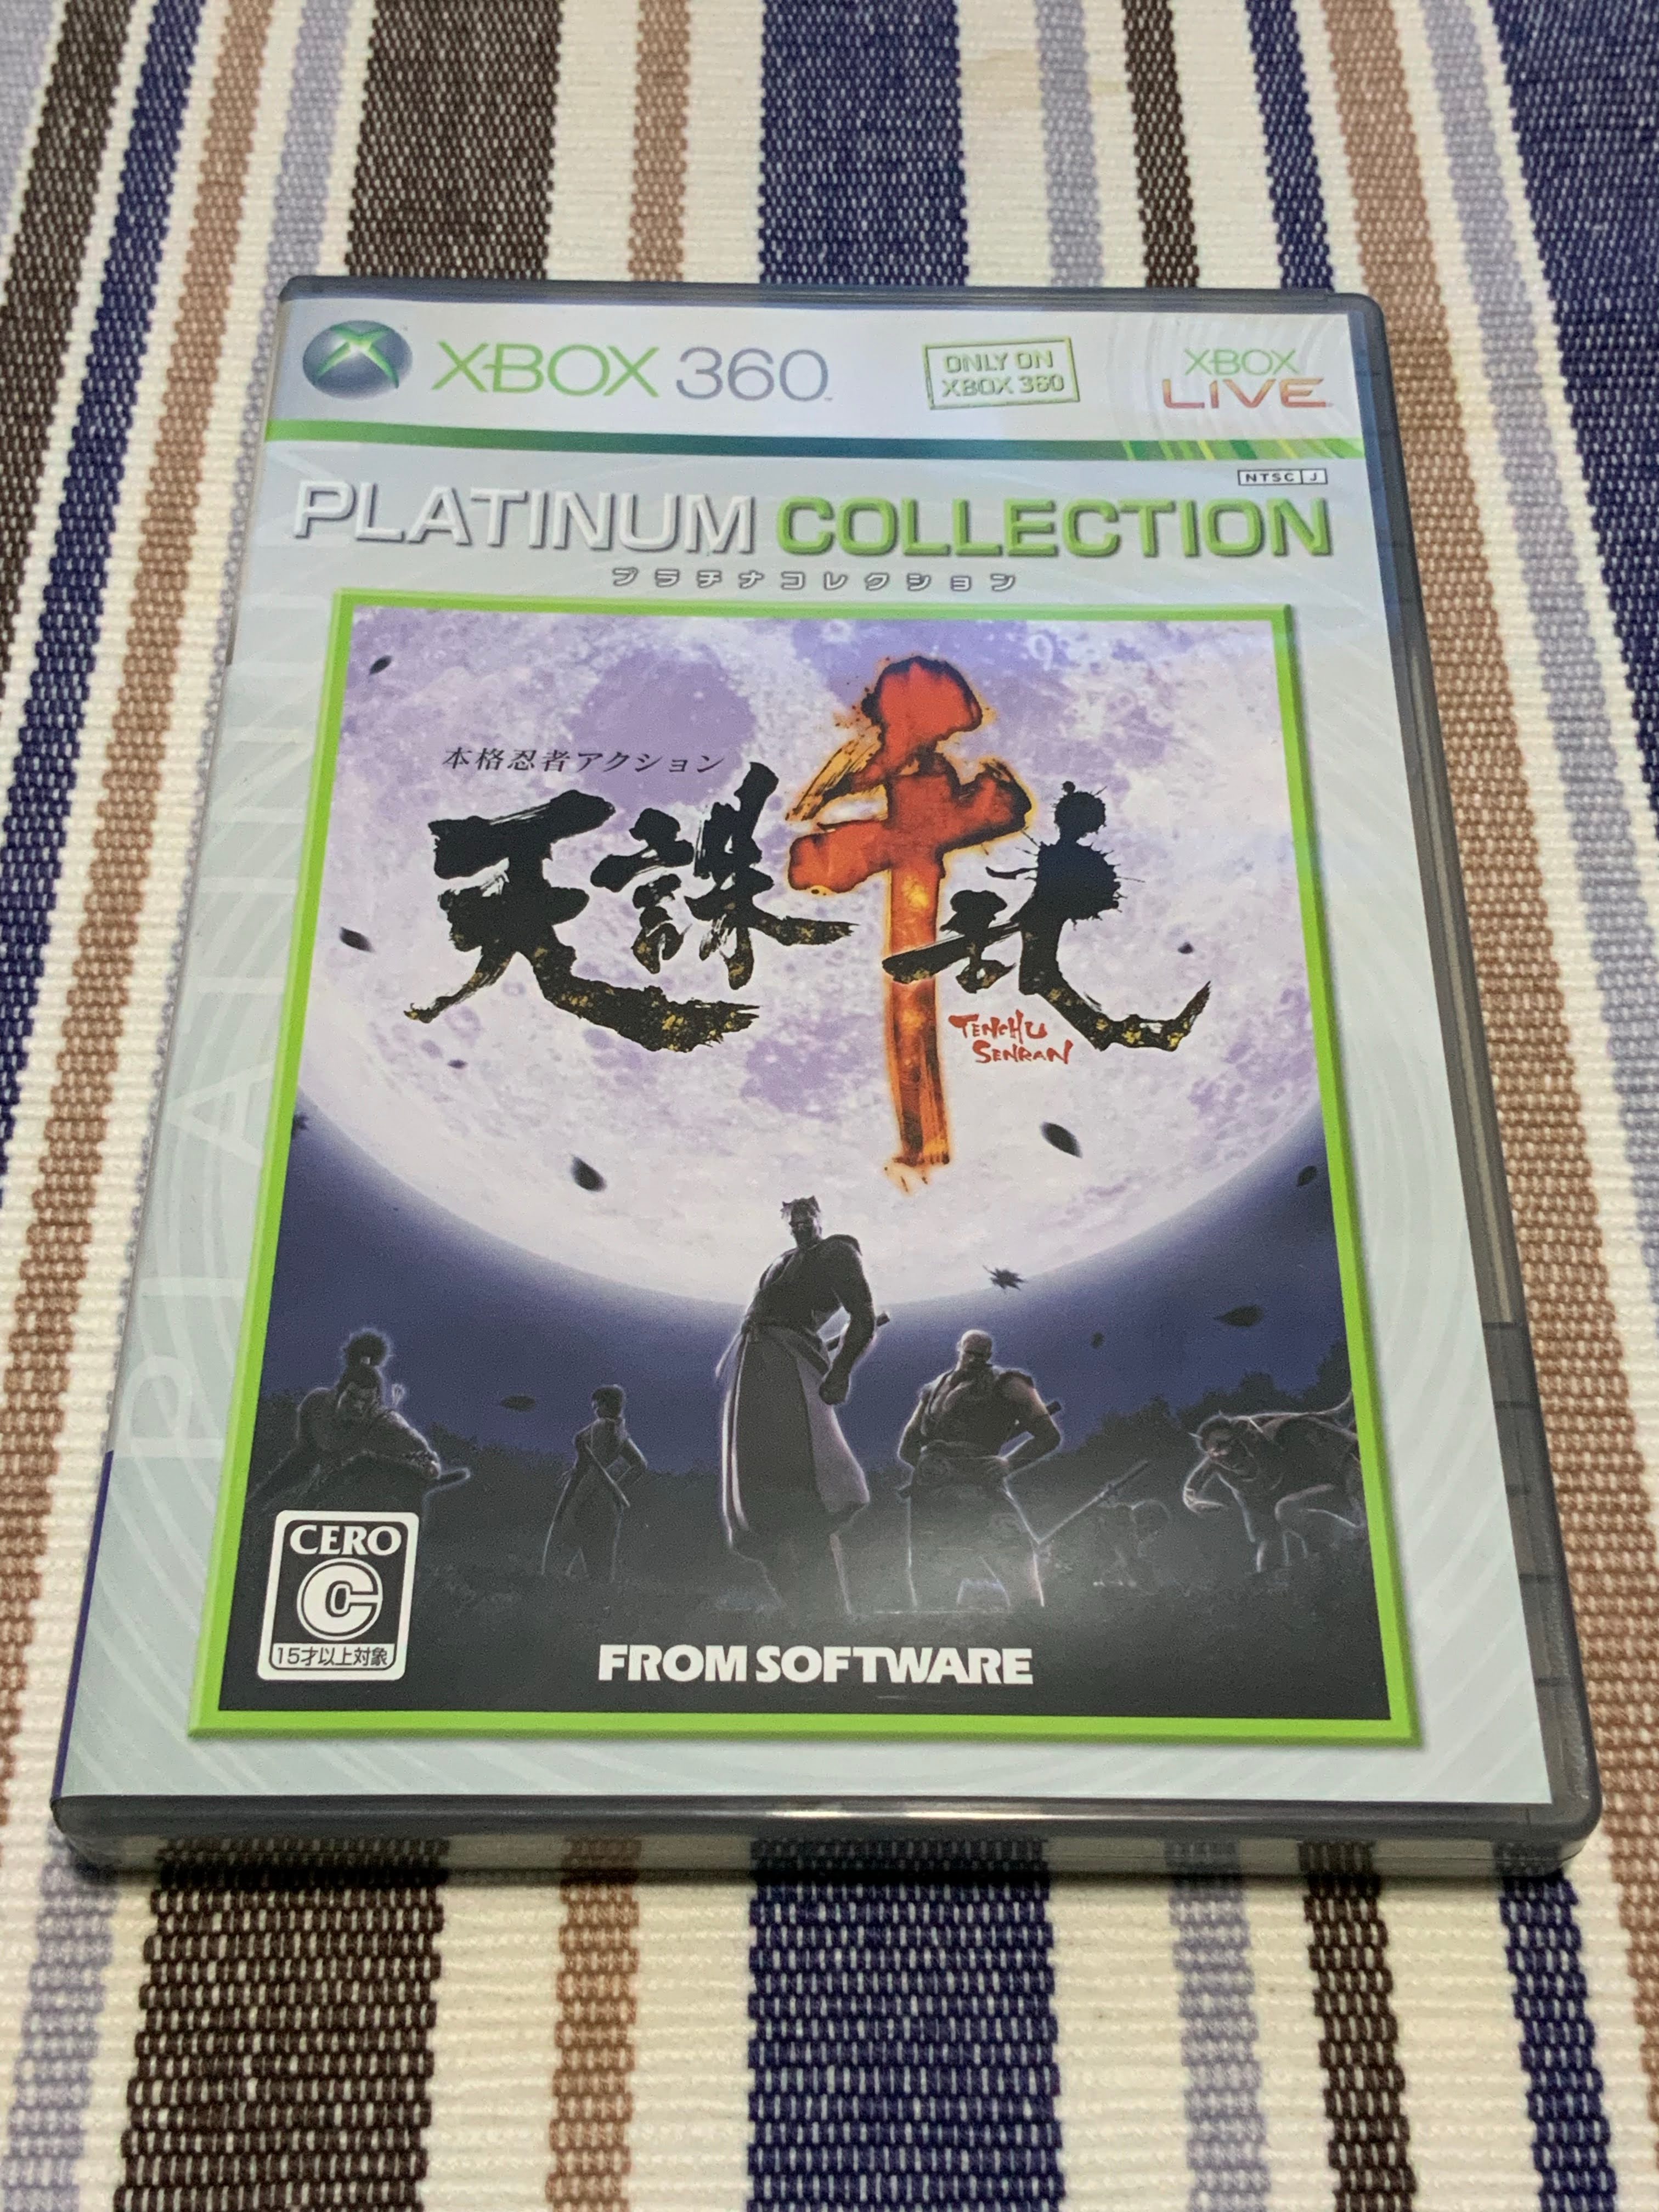 XBOX 360
ONLY ON
XBOX 360
XBOX
LIVE
NTSC J
PLATINUM COLLECTION
プラチナコレクション
PLATINUM
本格忍者アクション
天誅千乱
TENCHU
SENRAN
CERO
C
15才以上対象
FROM SOFTWARE